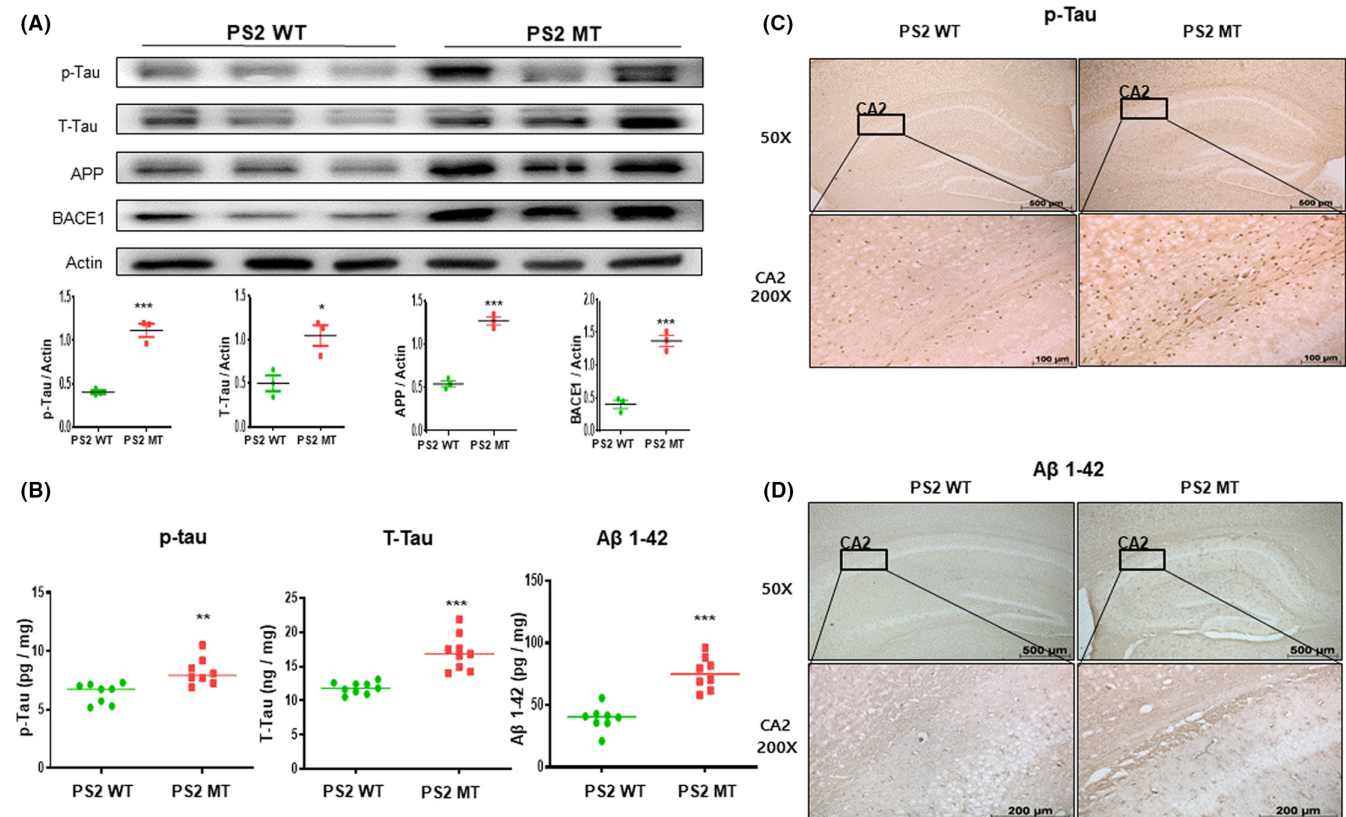 (A)
PS2 WT PS2 MT
p-Tau
T-Tau
APP
BACE1
Actin
p-Tau / Actin
1.5
1.0
0.5
0.0
***
PS2 WT PS2 MT
T-Tau / Actin
1.5
1.0
0.5
0.0
*
PS2 WT PS2 MT
APP / Actin
1.5
1.0
0.5
0.0
***
PS2 WT PS2 MT
BACE1 / Actin
2.0
1.5
1.0
0.5
0.0
***
PS2 WT PS2 MT
(B)
p-tau
p-Tau (pg / mg)
15
10
5
0
**
PS2 WT PS2 MT
T-Tau
T-Tau (ng / mg)
25
20
15
10
5
0
***
PS2 WT PS2 MT
Aβ 1-42
Aβ 1-42 (pg / mg)
150
100
50
0
***
PS2 WT PS2 MT
(C)
p-Tau
PS2 WT PS2 MT
50X
CA2
500 µm
CA2
500 µm
CA2
200X
100 µm
100 µm
(D)
Aβ 1-42
PS2 WT PS2 MT
50X
CA2
500 µm
CA2
500 µm
CA2
200X
200 µm
200 µm